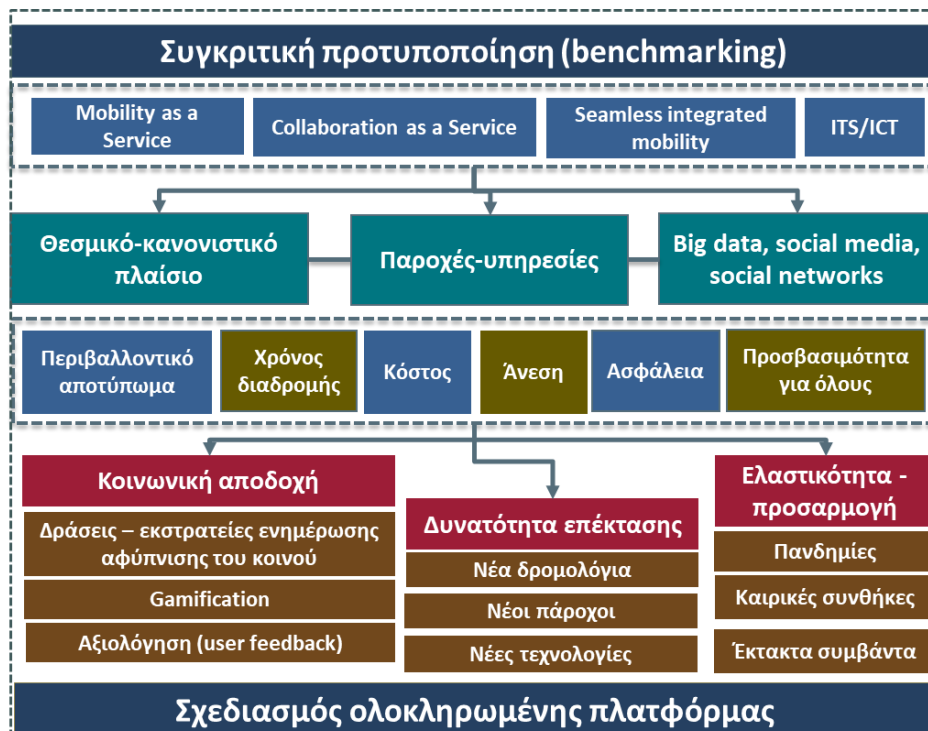 Συγκριτική προτυποποίηση (benchmarking)
Mobility as a
Service
Collaboration as a Service
Seamless integrated
mobility
ITS/ICT
Θεσμικό-κανονιστικό
πλαίσιο
Παροχές-υπηρεσίες
Big data, social media,
social networks
Περιβαλλοντικό
αποτύπωμα
Χρόνος
διαδρομής
Κόστος
Άνεση
Ασφάλεια
Προσβασιμότητα
για όλους
Κοινωνική αποδοχή
Δράσεις – εκστρατείες ενημέρωσης
αφύπνισης του κοινού
Gamification
Αξιολόγηση (user feedback)
Δυνατότητα επέκτασης
Νέα δρομολόγια
Νέοι πάροχοι
Νέες τεχνολογίες
Ελαστικότητα -
προσαρμογή
Πανδημίες
Καιρικές συνθήκες
Έκτακτα συμβάντα
Σχεδιασμός ολοκληρωμένης πλατφόρμας